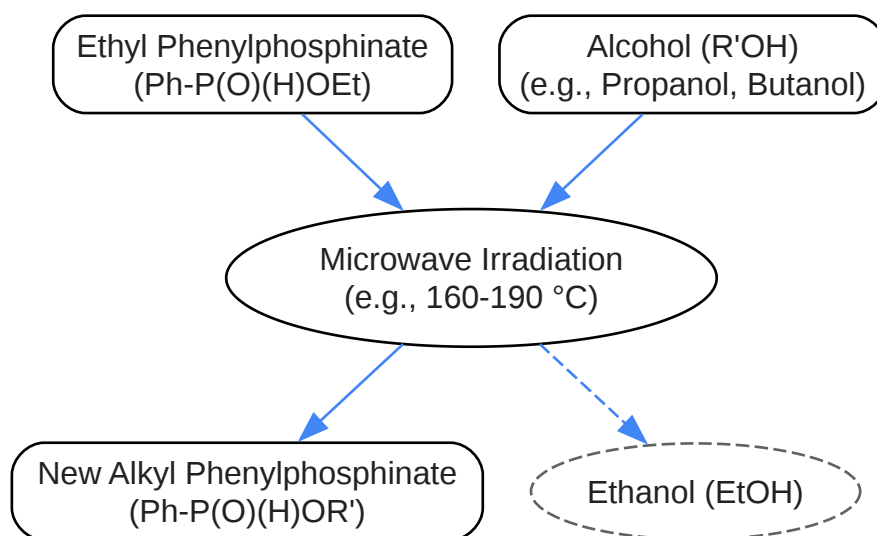 Ethyl Phenylphosphinate
(Ph-P(O)(H)OEt)
Alcohol (R'OH)
(e.g., Propanol, Butanol)
Microwave Irradiation
(e.g., 160-190 °C)
New Alkyl Phenylphosphinate
(Ph-P(O)(H)OR')
Ethanol (EtOH)